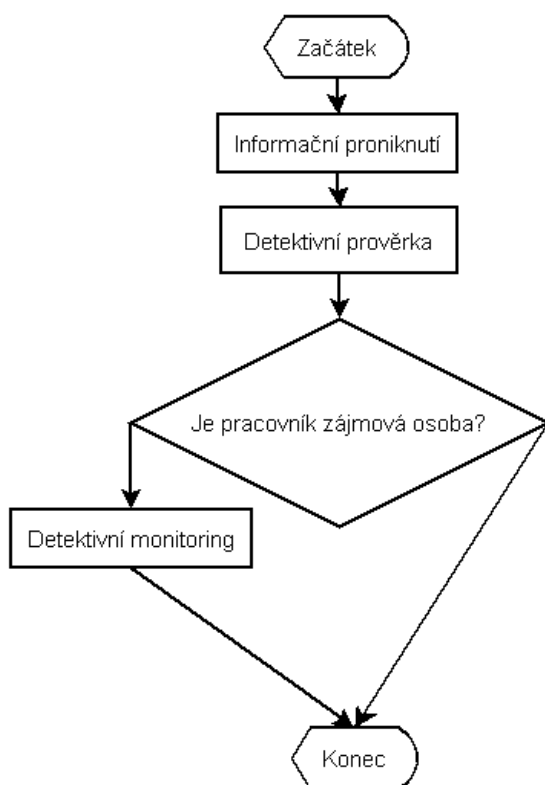 Začátek
Informační proniknutí
Detektivní prověrka
Je pracovník zájmová osoba?
Detektivní monitoring
Konec